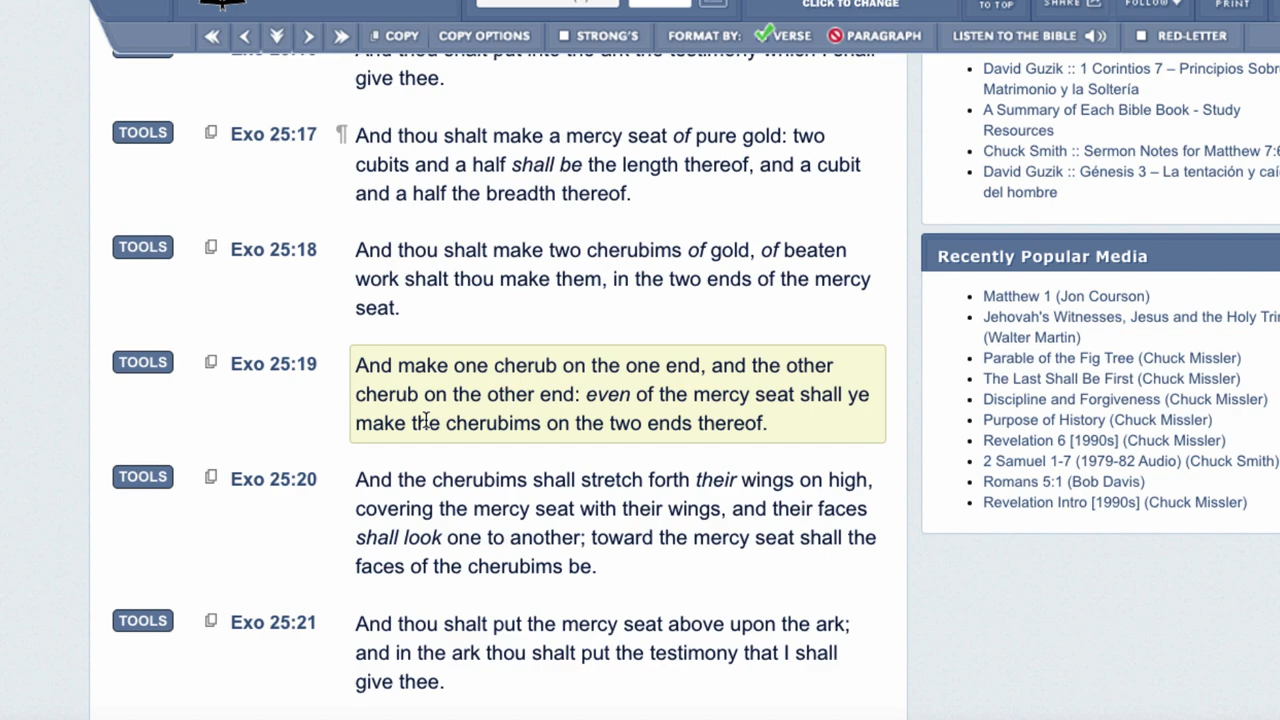 CLICK TO CHANGE
TO TOP
SHARE
FOLLOW
PRINT
COPY
COPY OPTIONS
STRONG'S
FORMAT BY:
VERSE
PARAGRAPH
LISTEN TO THE BIBLE
RED-LETTER
And thou shalt put into the ark the testimony which I shall
give thee.
TOOLS
Exo 25:17
¶ And thou shalt make a mercy seat of pure gold: two
cubits and a half shall be the length thereof, and a cubit
and a half the breadth thereof.
TOOLS
Exo 25:18
And thou shalt make two cherubims of gold, of beaten
work shalt thou make them, in the two ends of the mercy
seat.
TOOLS
Exo 25:19
And make one cherub on the one end, and the other
cherub on the other end: even of the mercy seat shall ye
make the cherubims on the two ends thereof.
TOOLS
Exo 25:20
And the cherubims shall stretch forth their wings on high,
covering the mercy seat with their wings, and their faces
shall look one to another; toward the mercy seat shall the
faces of the cherubims be.
TOOLS
Exo 25:21
And thou shalt put the mercy seat above upon the ark;
and in the ark thou shalt put the testimony that I shall
give thee.
David Guzik :: 1 Corintios 7 – Principios Sobr
Matrimonio y la Soltería
A Summary of Each Bible Book - Study
Resources
Chuck Smith :: Sermon Notes for Matthew 7:6
David Guzik :: Génesis 3 – La tentación y caí
del hombre
Recently Popular Media
Matthew 1 (Jon Courson)
Jehovah's Witnesses, Jesus and the Holy Trin
(Walter Martin)
Parable of the Fig Tree (Chuck Missler)
The Last Shall Be First (Chuck Missler)
Discipline and Forgiveness (Chuck Missler)
Purpose of History (Chuck Missler)
Revelation 6 [1990s] (Chuck Missler)
2 Samuel 1-7 (1979-82 Audio) (Chuck Smith)
Romans 5:1 (Bob Davis)
Revelation Intro [1990s] (Chuck Missler)